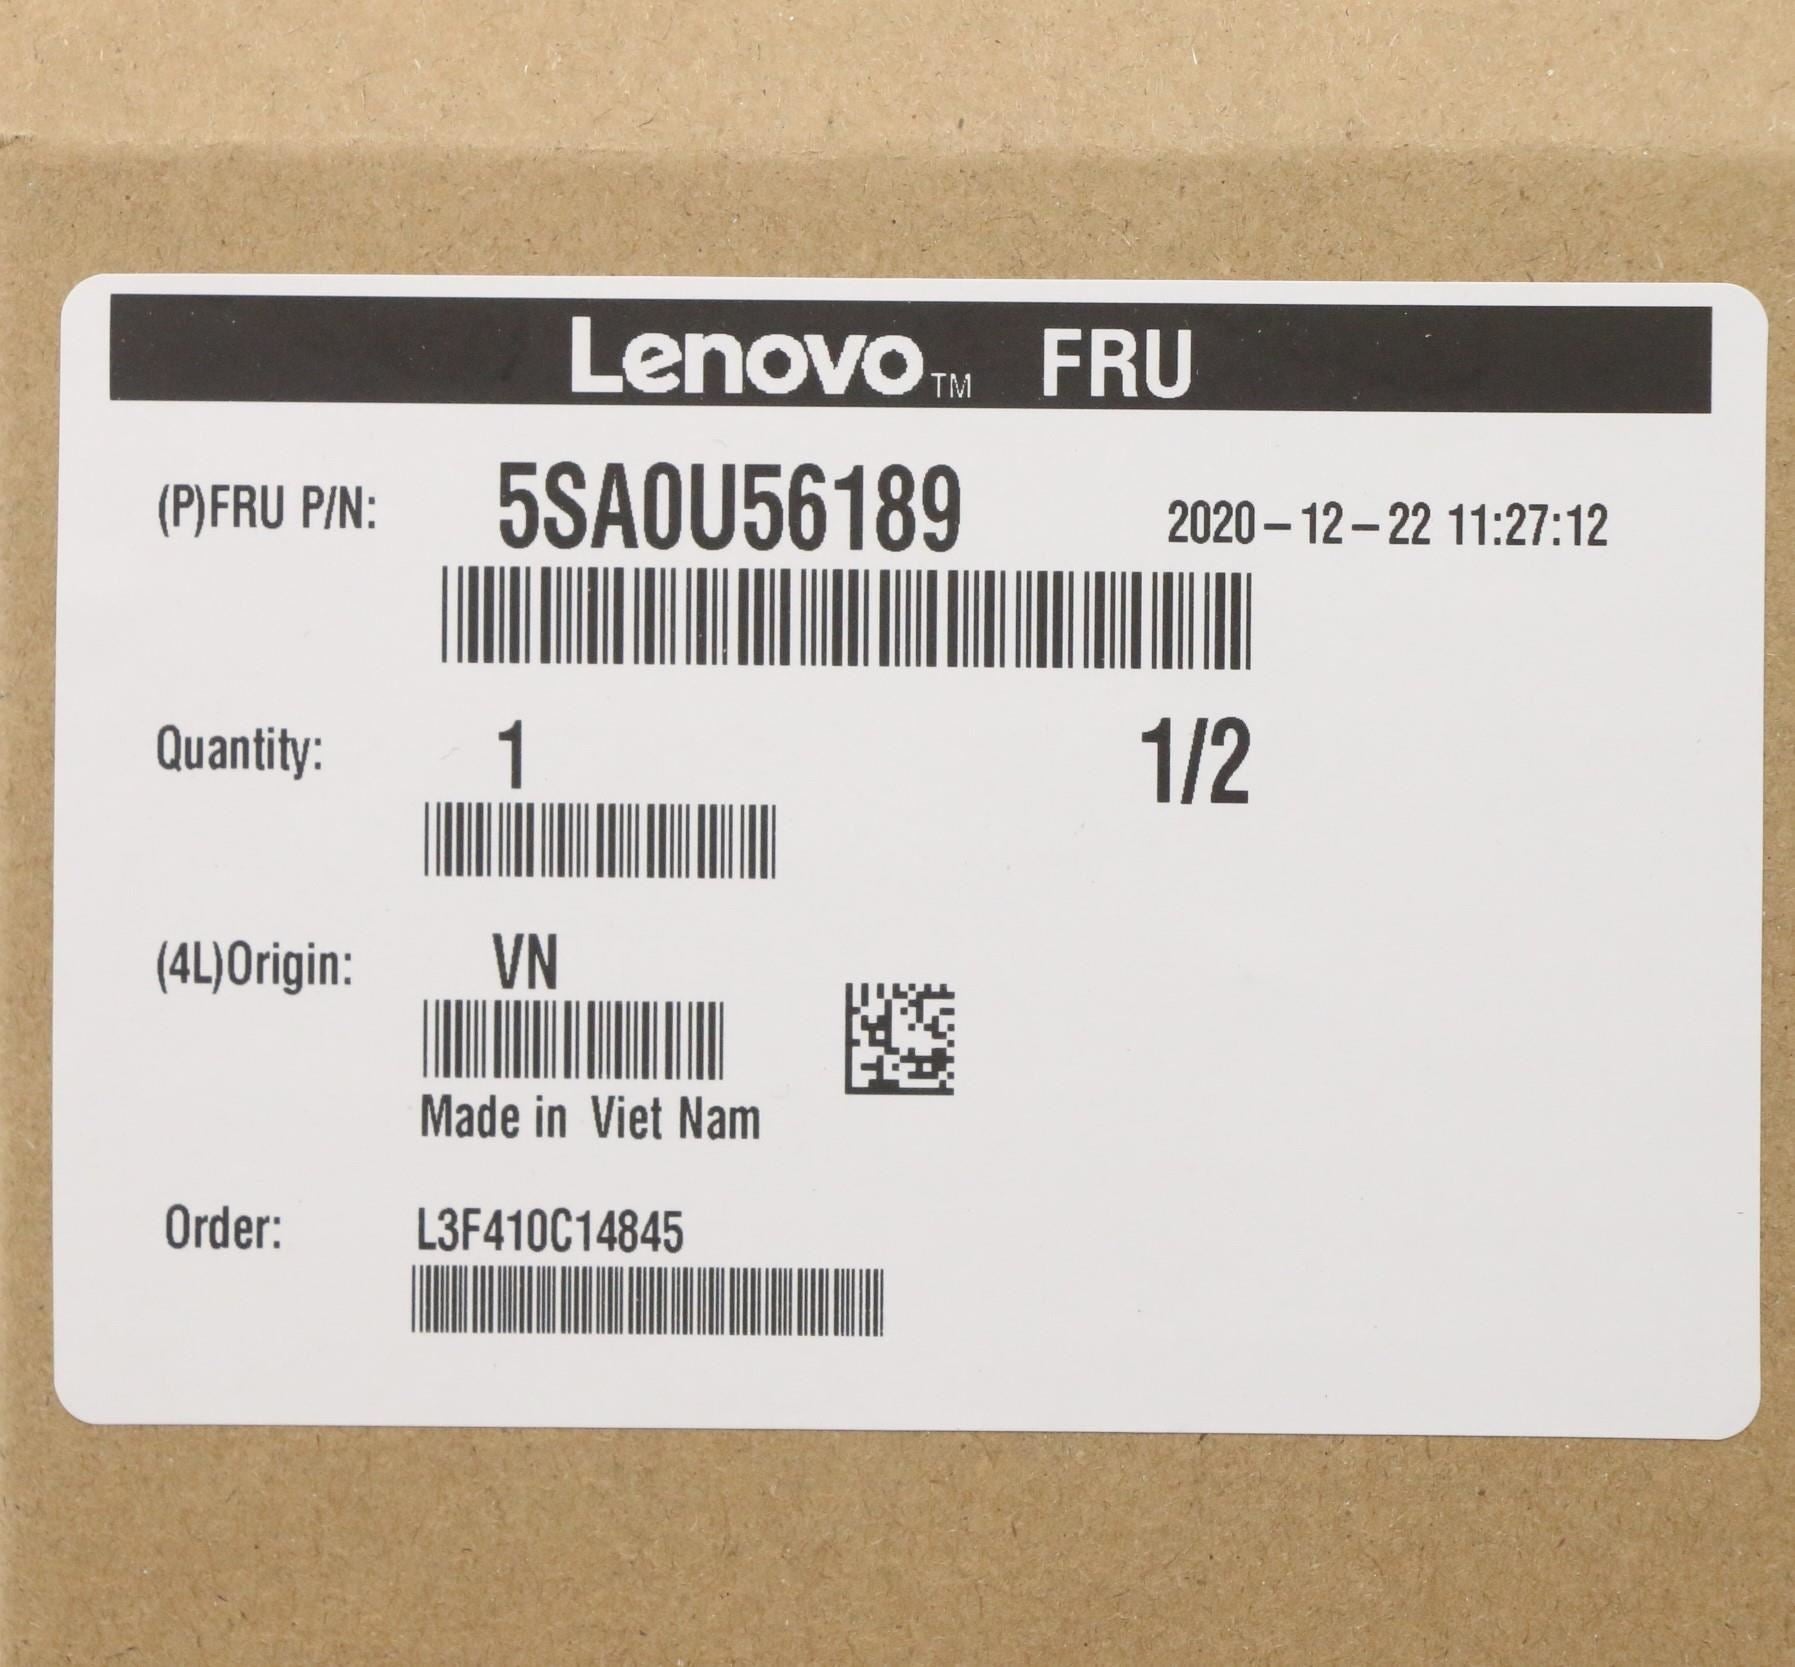 Lenovo™ FRU
(P)FRU P/N: 5SA0U56189 2020-12-22 11:27:12
Quantity: 1 1/2
(4L)Origin: VN
Made in Viet Nam
Order: L3F410C14845